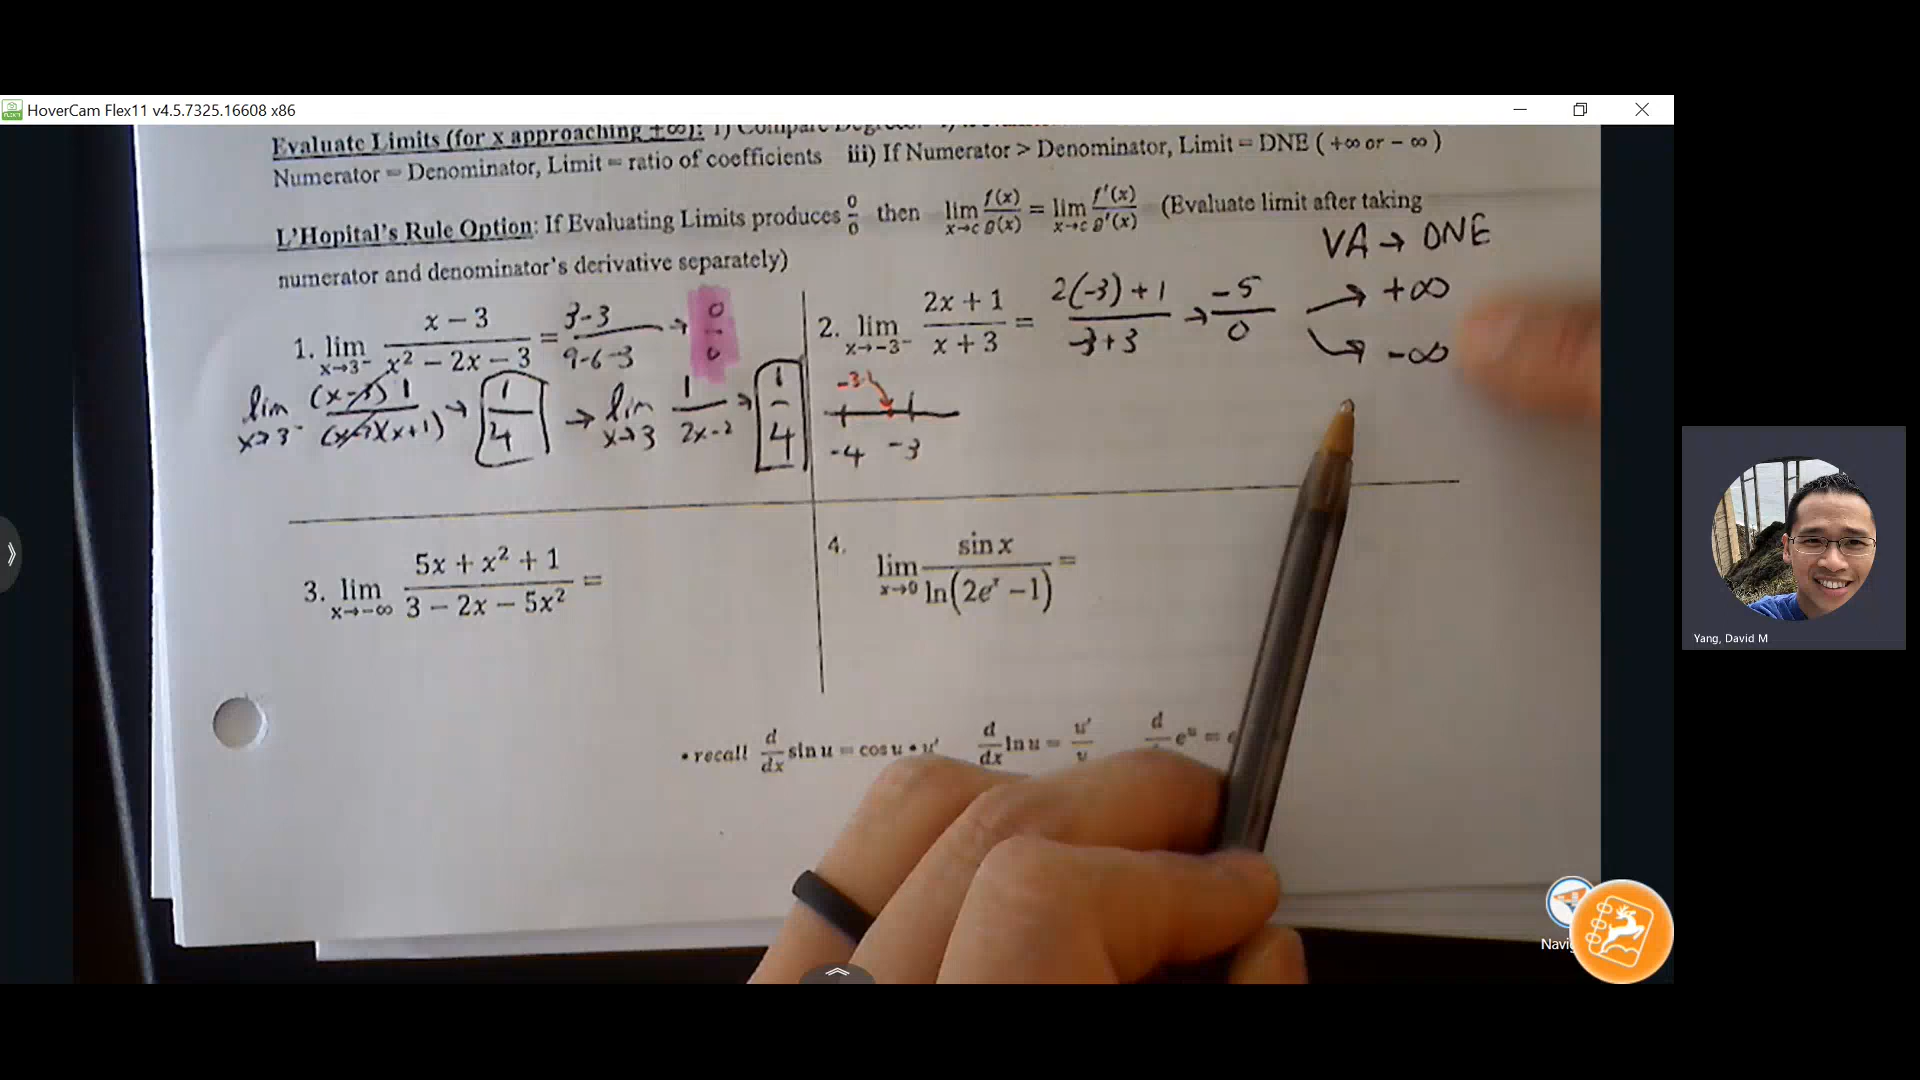 HoverCam Flex11 v4.5.7325.16608 x86
Evaluate Limits (for x approaching ±∞): i) Compare
Numerator = Denominator, Limit = ratio of coefficients iii) If Numerator > Denominator, Limit = DNE ( +∞ or − ∞ )
L'Hopital's Rule Option: If Evaluating Limits produces 0/0 then lim x→c f(x)/g(x) = lim x→c f'(x)/g'(x) (Evaluate limit after taking
numerator and denominator's derivative separately)
VA → DNE
1. lim x→3⁻ (x − 3)/(x² − 2x − 3) = (3-3)/(9-6-3) → 0/0
lim x→3⁻ (x-3) 1/(x-3)(x+1) → 1/4 → lim x→3 1/(2x-2) → 1/4
2. lim x→−3⁻ (2x + 1)/(x + 3) = (2(-3)+1)/(-3+3) → -5/0 → +∞
→ -∞
-4 -3
3. lim x→−∞ (5x + x² + 1)/(3 − 2x − 5x²) =
4. lim x→0 sin x/ln(2eˣ − 1) =
• recall d/dx sin u = cos u • u' d/dx ln u = u'/u d/ eᵘ =
Yang, David M